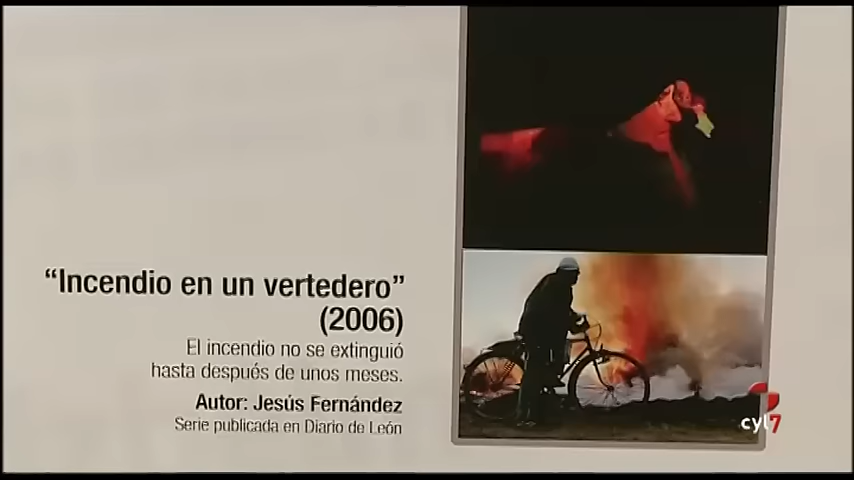 “Incendio en un vertedero”
(2006)
El incendio no se extinguió
hasta después de unos meses.
Autor: Jesús Fernández
Serie publicada en Diario de León
cyl7